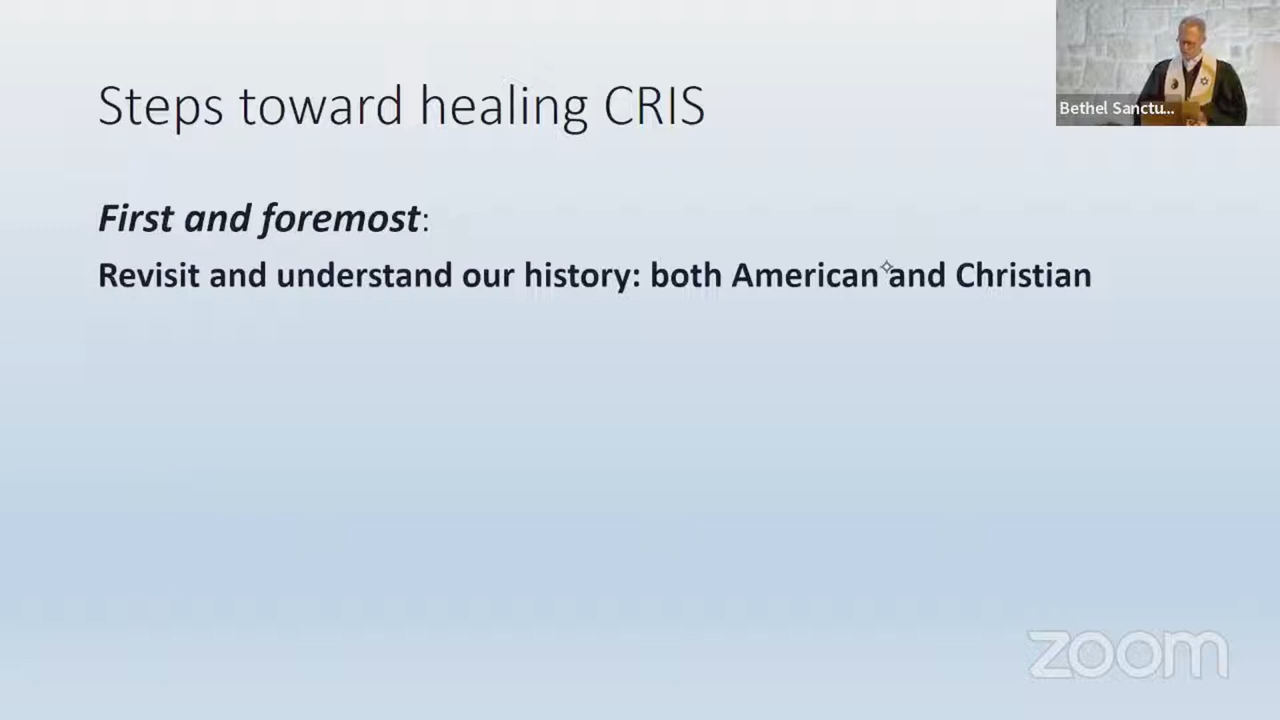 Steps toward healing CRIS
Bethel Sanctu...
First and foremost:
Revisit and understand our history: both American and Christian
zoom